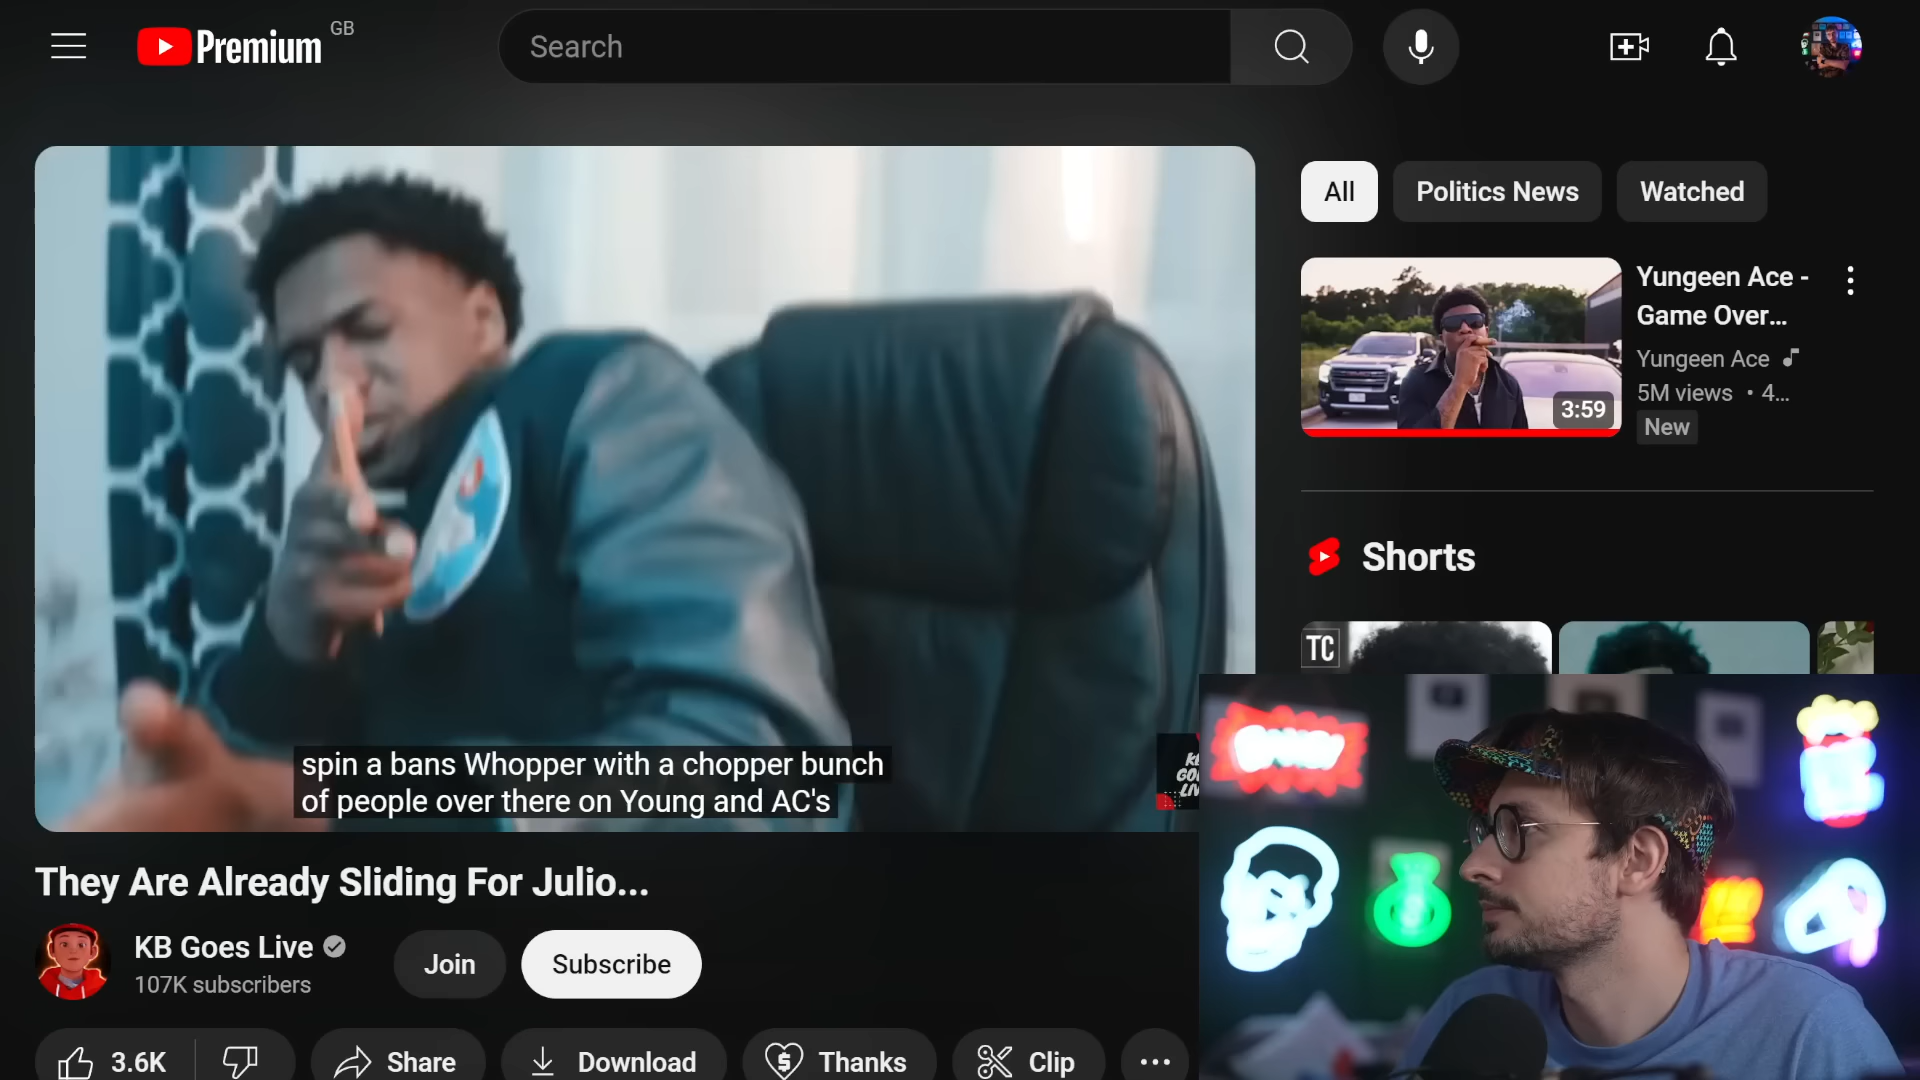 Premium
GB
Search
All
Politics News
Watched
Yungeen Ace -
Game Over...
Yungeen Ace
5M views • 4...
New
3:59
Shorts
TC
spin a bans Whopper with a chopper bunch
of people over there on Young and AC's
They Are Already Sliding For Julio...
KB Goes Live
107K subscribers
Join
Subscribe
3.6K
Share
Download
Thanks
Clip